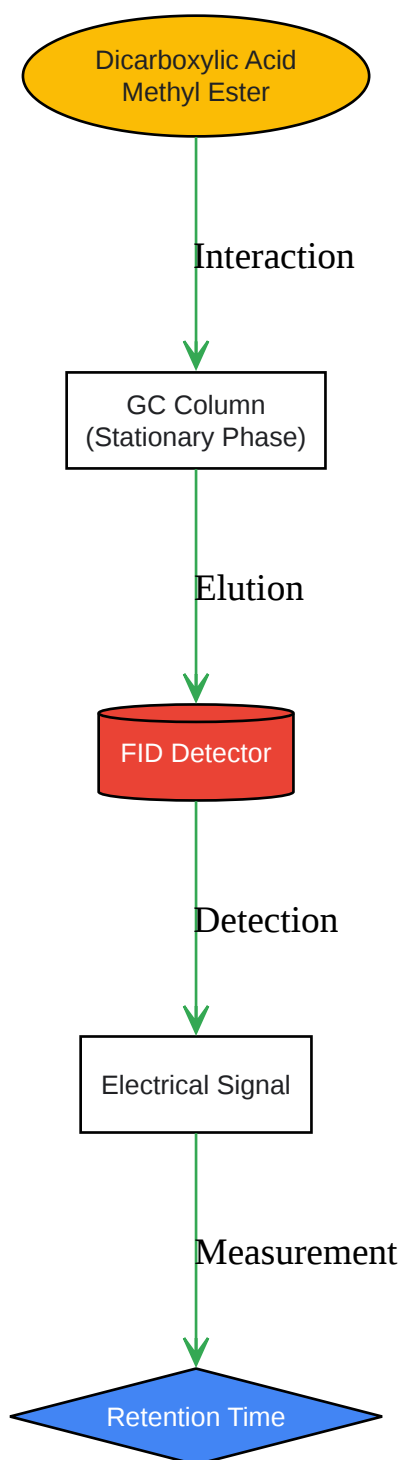 Dicarboxylic Acid
Methyl Ester
Interaction
GC Column
(Stationary Phase)
Elution
FID Detector
Detection
Electrical Signal
Measurement
Retention Time